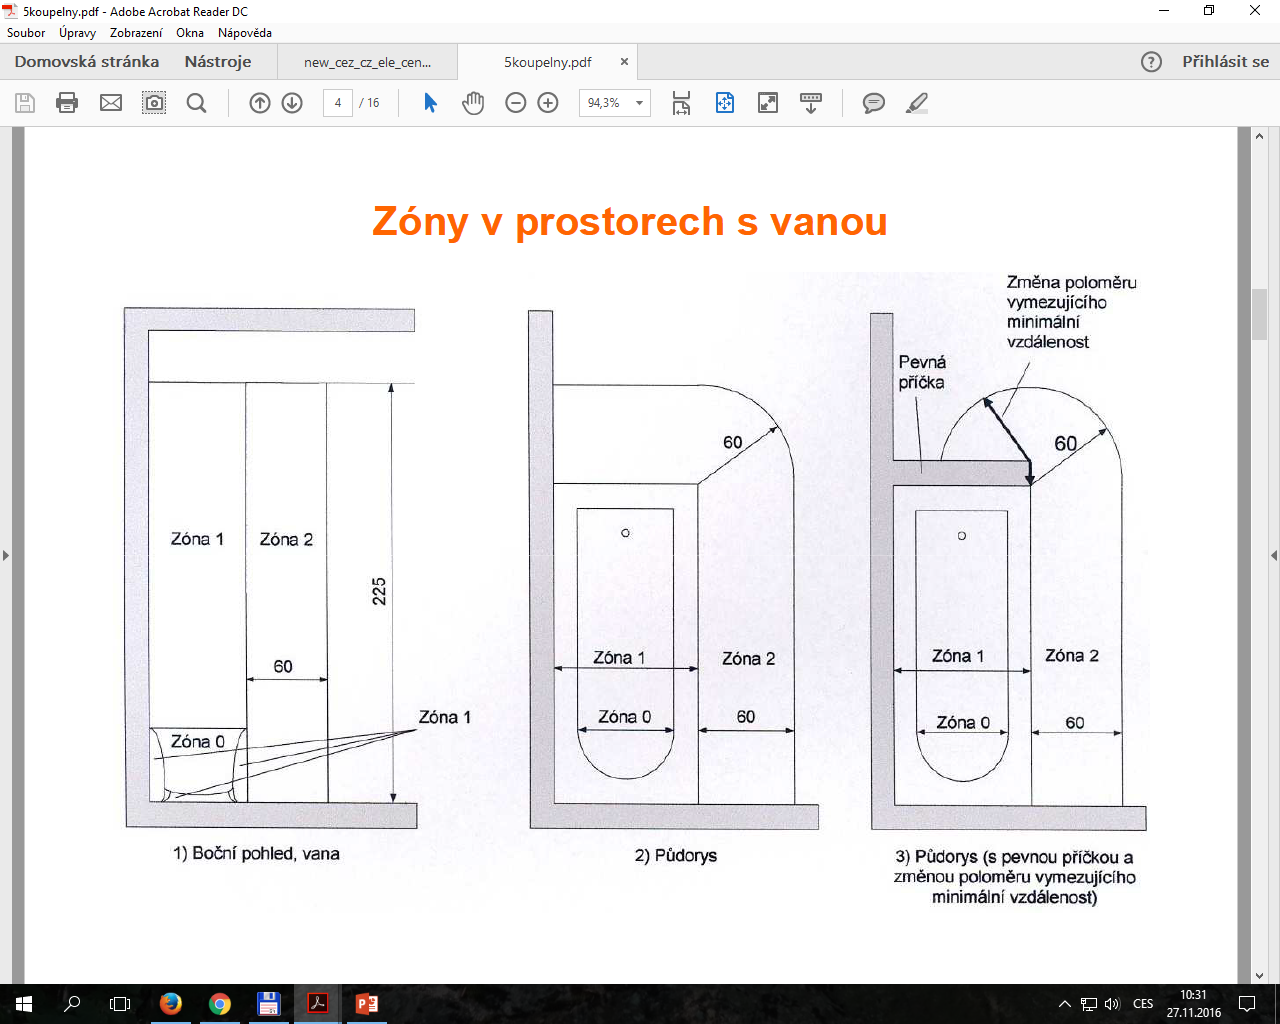 5koupelny.pdf - Adobe Acrobat Reader DC
Soubor Úpravy Zobrazení Okna Nápověda
Domovská stránka Nástroje new_cez_cz_ele_cen... 5koupelny.pdf × ? Přihlásit se
4 / 16 94,3%
Zóny v prostorech s vanou
Změna poloměru
vymezujícího
minimální
vzdálenost
Pevná
příčka
60
60
Zóna 1 Zóna 2
225
60
Zóna 1
Zóna 0
Zóna 1 Zóna 2
Zóna 0 60
Zóna 1 Zóna 2
Zóna 0 60
1) Boční pohled, vana
2) Půdorys
3) Půdorys (s pevnou příčkou a
změnou poloměru vymezujícího
minimální vzdálenost)
CES
10:31
27.11.2016